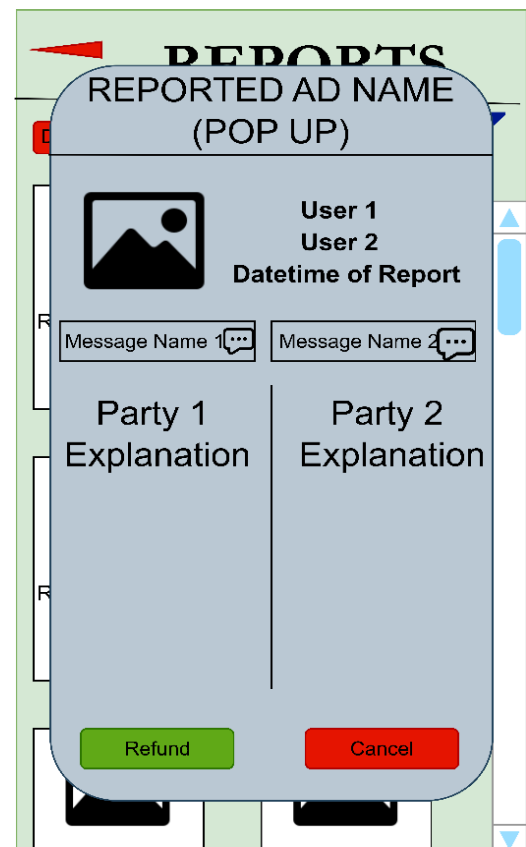 REPORTS
REPORTED AD NAME
(POP UP)
D
User 1
User 2
Datetime of Report
R
Message Name 1
Message Name 2
Party 1
Explanation
Party 2
Explanation
R
Refund
Cancel